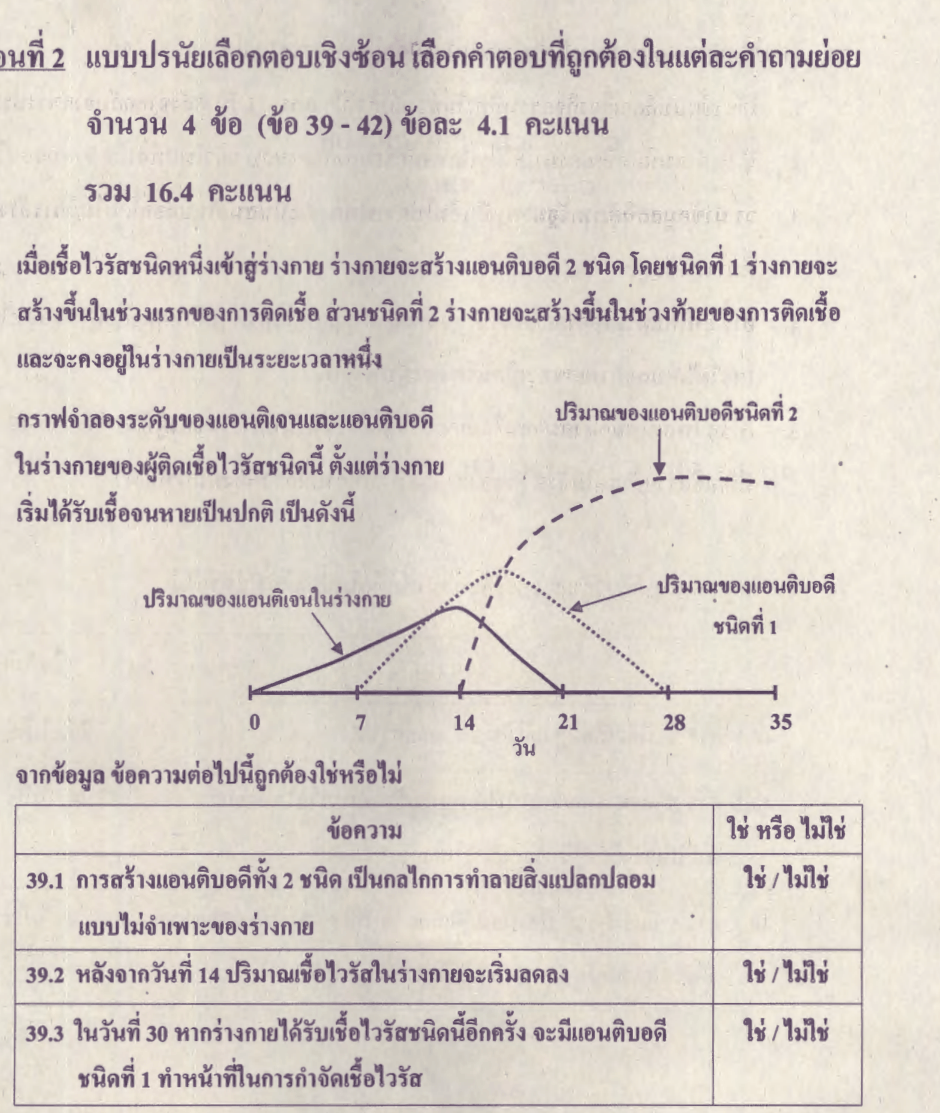 อนที่ 2 แบบปรนัยเลือกตอบเชิงซ้อน เลือกคำตอบที่ถูกต้องในแต่ละคำถามย่อย
จำนวน 4 ข้อ (ข้อ 39 - 42) ข้อละ 4.1 คะแนน
รวม 16.4 คะแนน
เมื่อเชื้อไวรัสชนิดหนึ่งเข้าสู่ร่างกาย ร่างกายจะสร้างแอนติบอดี 2 ชนิด โดยชนิดที่ 1 ร่างกายจะ
สร้างขึ้นในช่วงแรกของการติดเชื้อ ส่วนชนิดที่ 2 ร่างกายจะสร้างขึ้นในช่วงท้ายของการติดเชื้อ
และจะคงอยู่ในร่างกายเป็นระยะเวลาหนึ่ง
กราฟจำลองระดับของแอนติเจนและแอนติบอดี
ในร่างกายของผู้ติดเชื้อไวรัสชนิดนี้ ตั้งแต่ร่างกาย
เริ่มได้รับเชื้อจนหายเป็นปกติ เป็นดังนี้
ปริมาณของแอนติบอดีชนิดที่ 2
ปริมาณของแอนติเจนในร่างกาย
ปริมาณของแอนติบอดี
ชนิดที่ 1
0 7 14 21 28 35
วัน
จากข้อมูล ข้อความต่อไปนี้ถูกต้องใช่หรือไม่
ข้อความ ใช่ หรือ ไม่ใช่
39.1 การสร้างแอนติบอดีทั้ง 2 ชนิด เป็นกลไกการทำลายสิ่งแปลกปลอม ใช่ / ไม่ใช่
แบบไม่จำเพาะของร่างกาย
39.2 หลังจากวันที่ 14 ปริมาณเชื้อไวรัสในร่างกายจะเริ่มลดลง ใช่ / ไม่ใช่
39.3 ในวันที่ 30 หากร่างกายได้รับเชื้อไวรัสชนิดนี้อีกครั้ง จะมีแอนติบอดี ใช่ / ไม่ใช่
ชนิดที่ 1 ทำหน้าที่ในการกำจัดเชื้อไวรัส